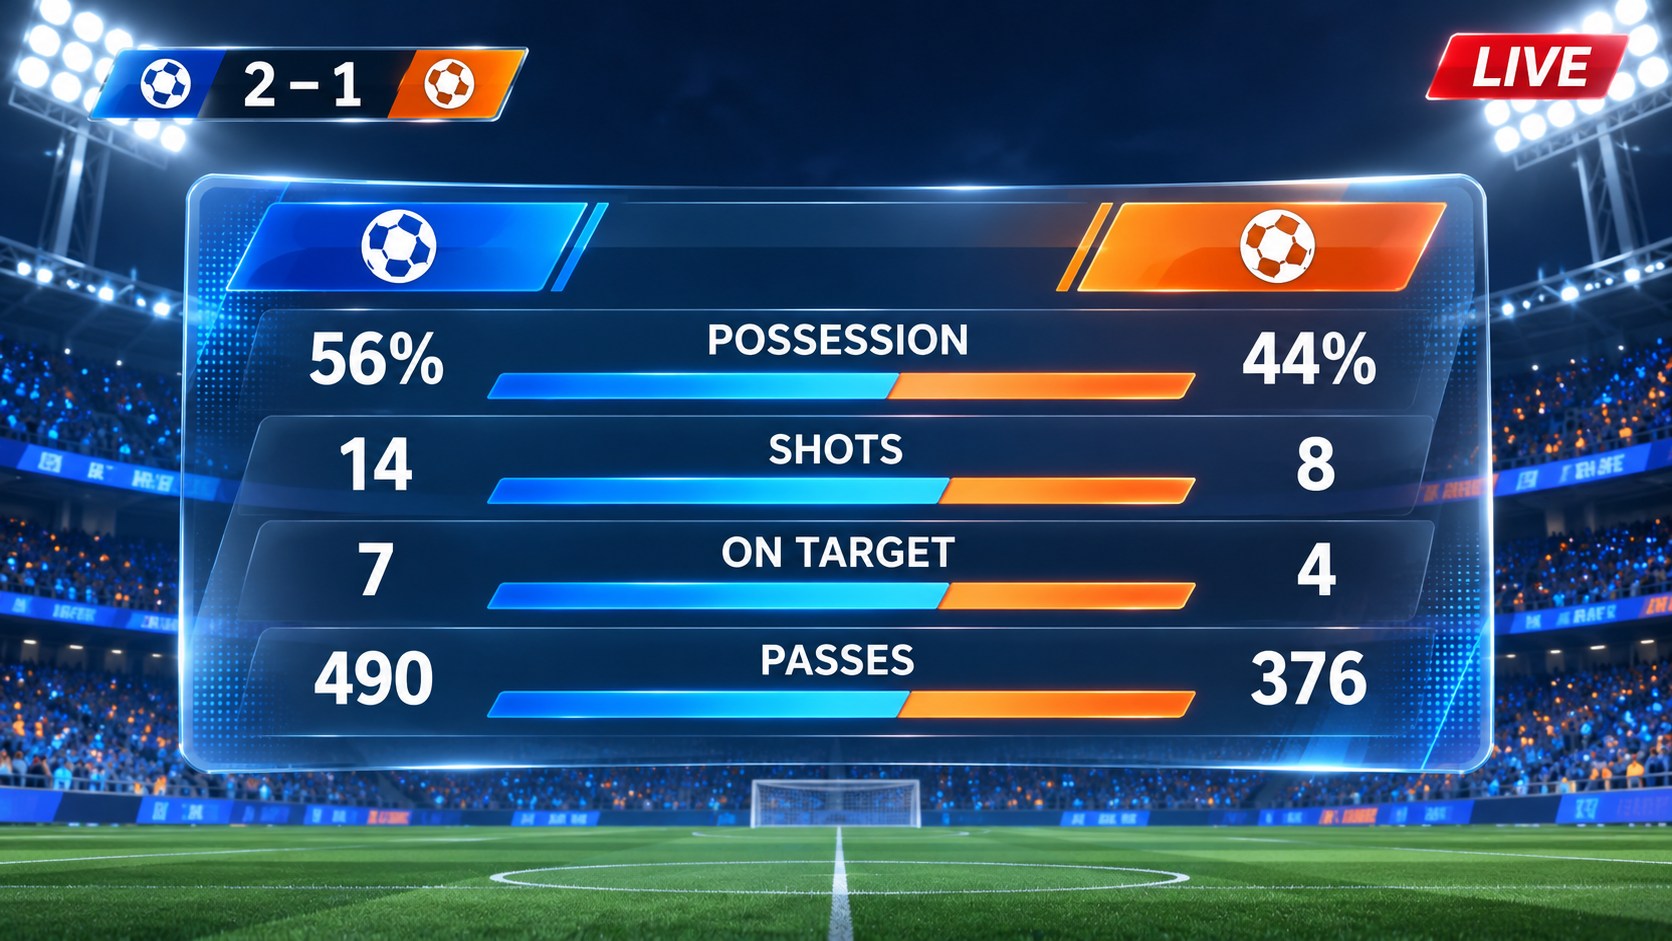 2 – 1
LIVE
POSSESSION
56%
44%
SHOTS
14
8
ON TARGET
7
4
PASSES
490
376